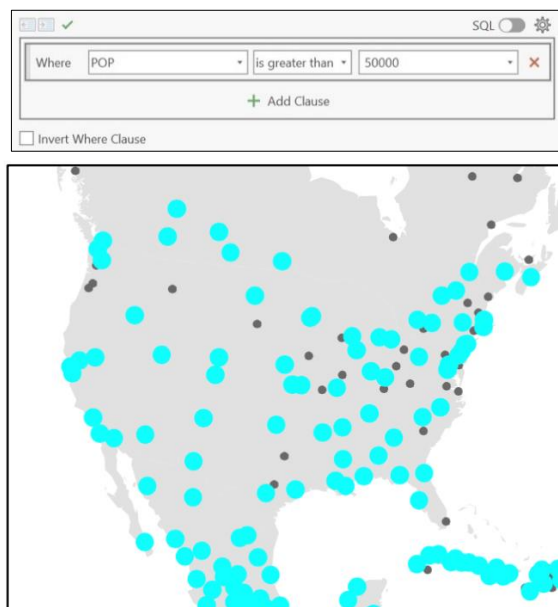 SQL
Where POP is greater than 50000
Add Clause
Invert Where Clause